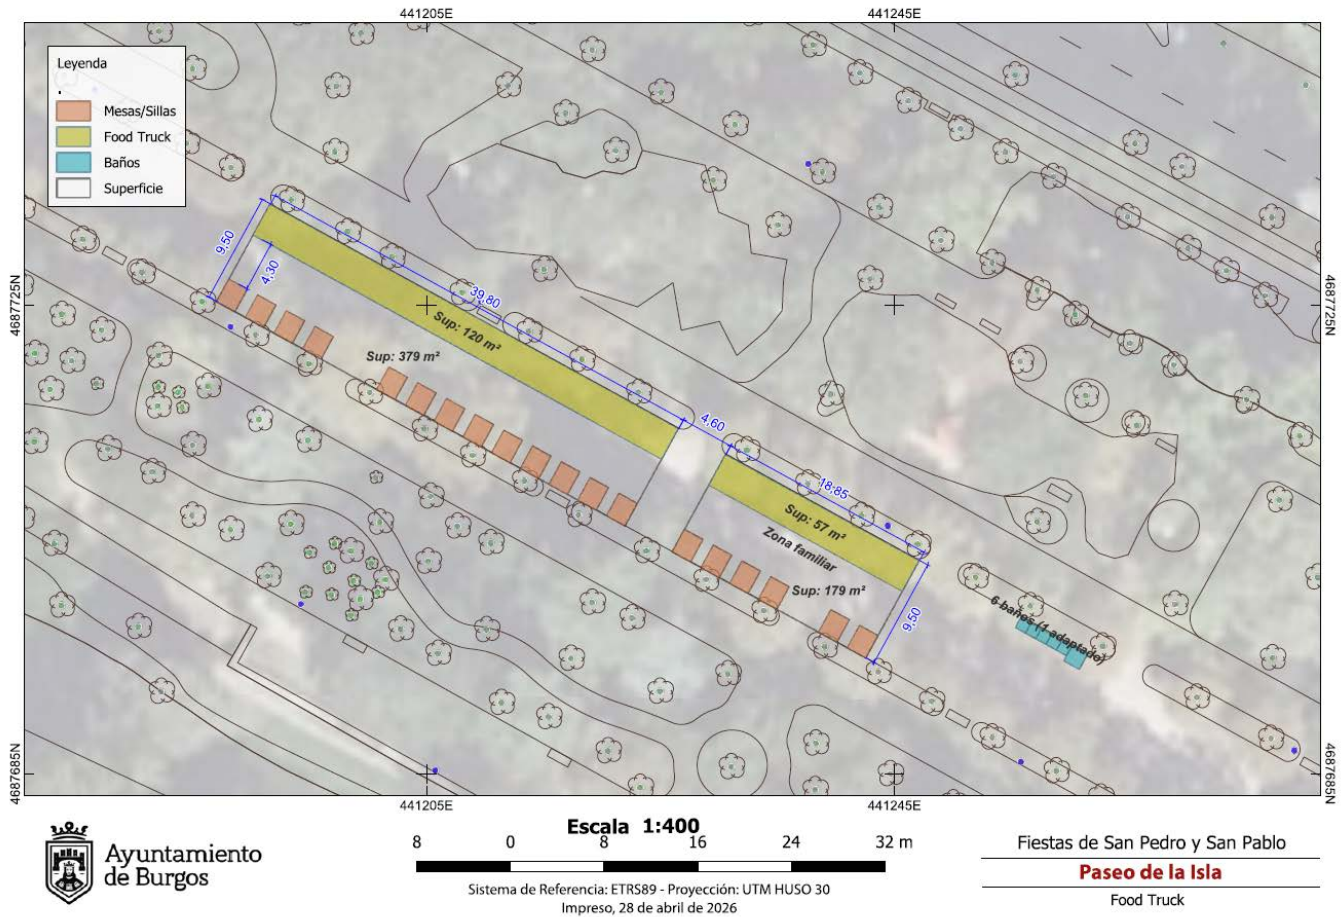 441205E
441245E
Leyenda
Mesas/Sillas
Food Truck
Baños
Superficie
9,50
4,30
39,80
4687725N
4687725N
Sup: 120 m²
Sup: 379 m²
4,60
18,85
Sup: 57 m²
Zona familiar
Sup: 179 m²
9,50
6 baños (1 adaptado)
4687685N
4687685N
441205E
441245E
Ayuntamiento
de Burgos
Escala 1:400
8 0 8 16 24 32 m
Sistema de Referencia: ETRS89 - Proyección: UTM HUSO 30
Impreso, 28 de abril de 2026
Fiestas de San Pedro y San Pablo
Paseo de la Isla
Food Truck